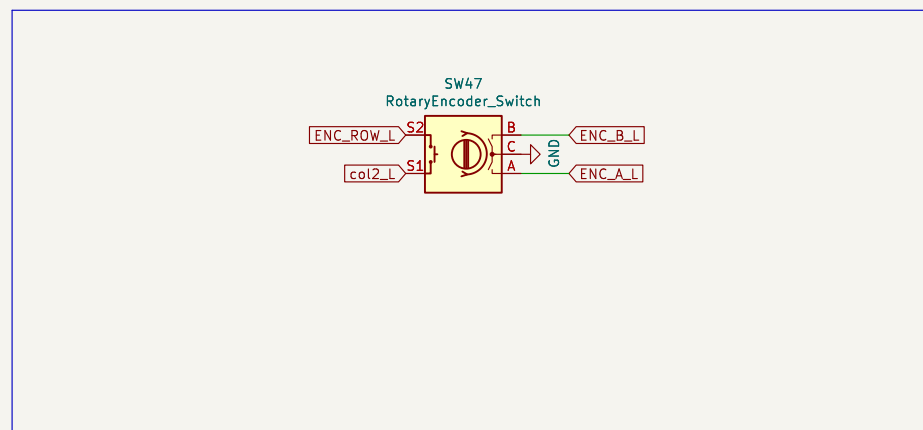 SW47
RotaryEncoder_Switch
ENC_ROW_L
S2
B
ENC_B_L
C
GND
col2_L
S1
A
ENC_A_L